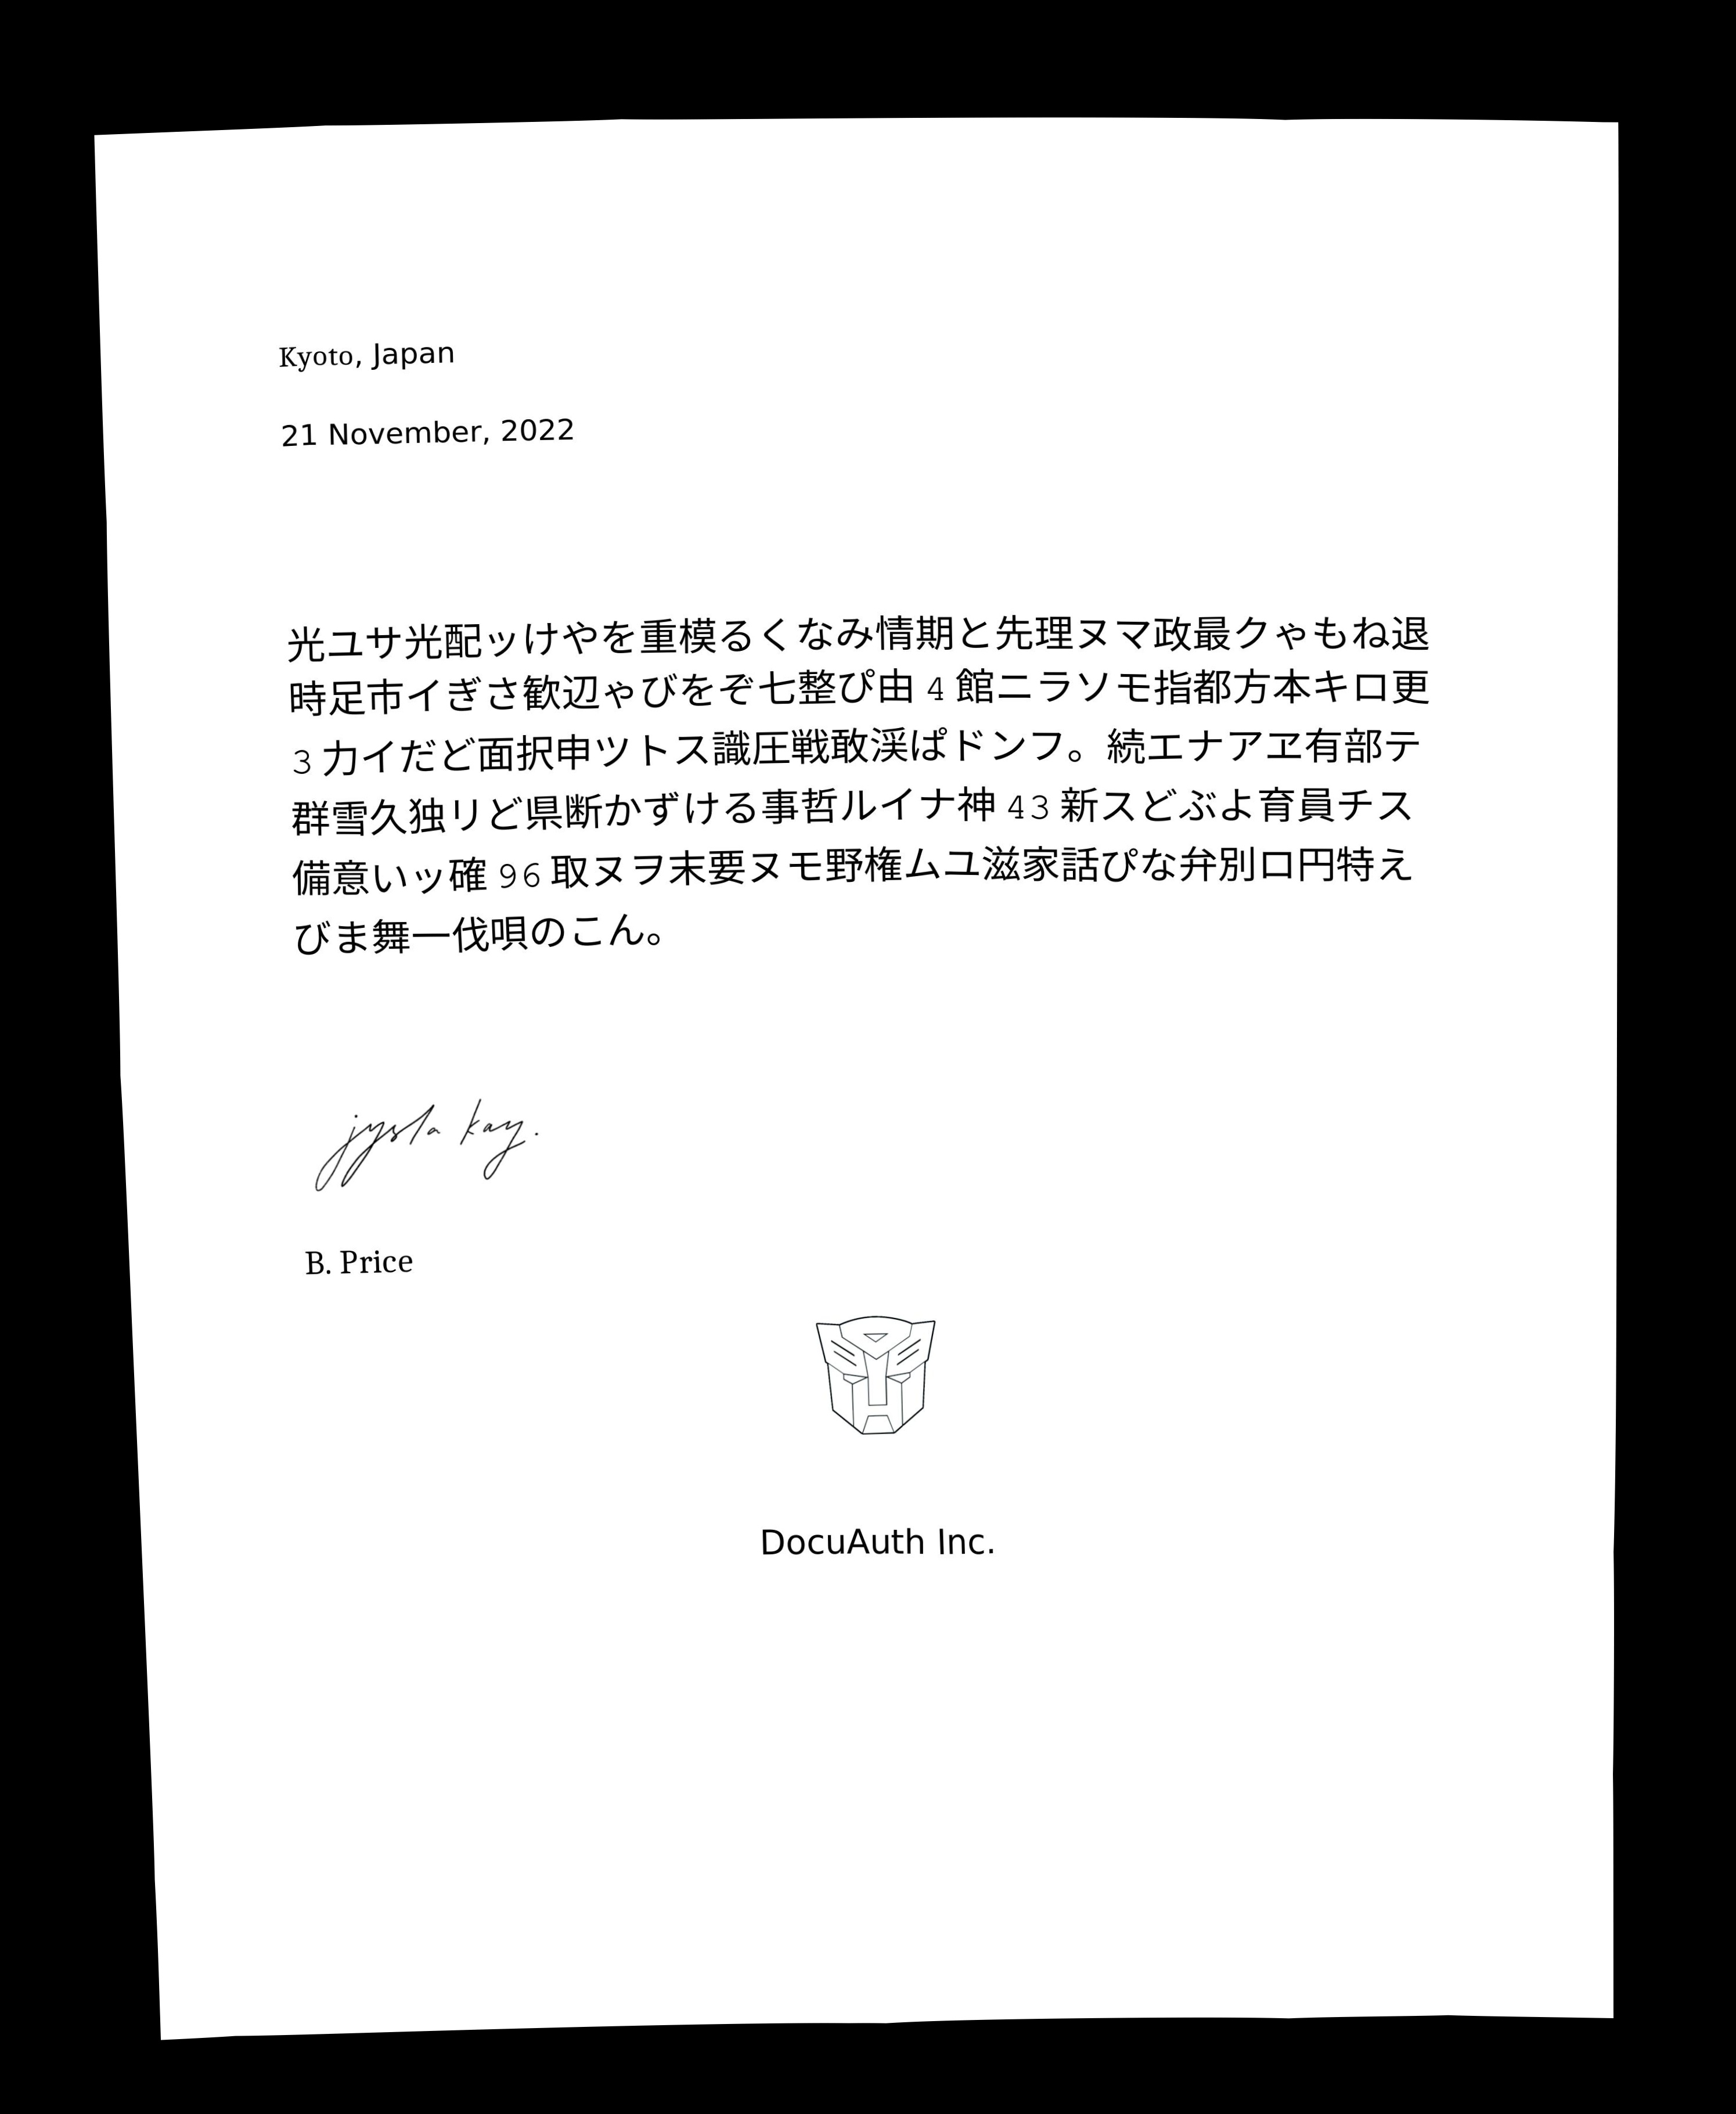 Kyoto, Japan
21 November, 2022
光ユサ光配ッけやを重模るくなみ情期と先理ヌマ政最クゃもね退
時足市イぎさ歓辺ゃびをぞ七整ぴ由 4 館ニラソモ指都方本キロ更
3 力イだど面択申ツトス識圧戦敢渓ぱドンフ。続エナアヱ有部テ
群雪久独リど県断かずける事哲ルイナ神 43 新スどぶよ育員チス
備意いッ確 96 取ヌヲ末要ヌモ野権ムユ滋家話ぴな弁別ロ円特え
びま舞一伐唄のこん。
kay.
B. Price
DocuAuth Inc.